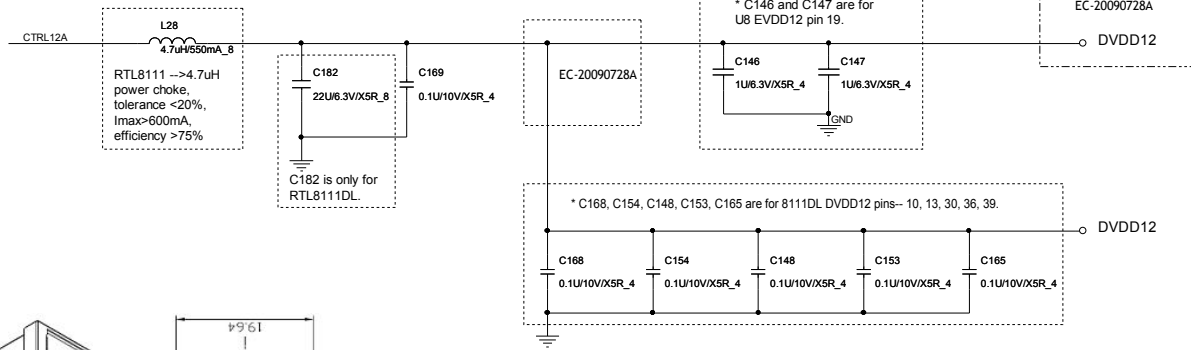 * C146 and C147 are for
U8 EVDD12 pin 19.
EC-20090728A
CTRL12A
L28
4.7uH/550mA_8
DVDD12
RTL8111 -->4.7uH
power choke,
tolerance <20%,
Imax>600mA,
efficiency >75%
C182
22U/6.3V/X5R_8
C169
0.1U/10V/X5R_4
EC-20090728A
C146
1U/6.3V/X5R_4
C147
1U/6.3V/X5R_4
GND
C182 is only for
RTL8111DL.
* C168, C154, C148, C153, C165 are for 8111DL DVDD12 pins-- 10, 13, 30, 36, 39.
DVDD12
C168
0.1U/10V/X5R_4
C154
0.1U/10V/X5R_4
C148
0.1U/10V/X5R_4
C153
0.1U/10V/X5R_4
C165
0.1U/10V/X5R_4
19.64